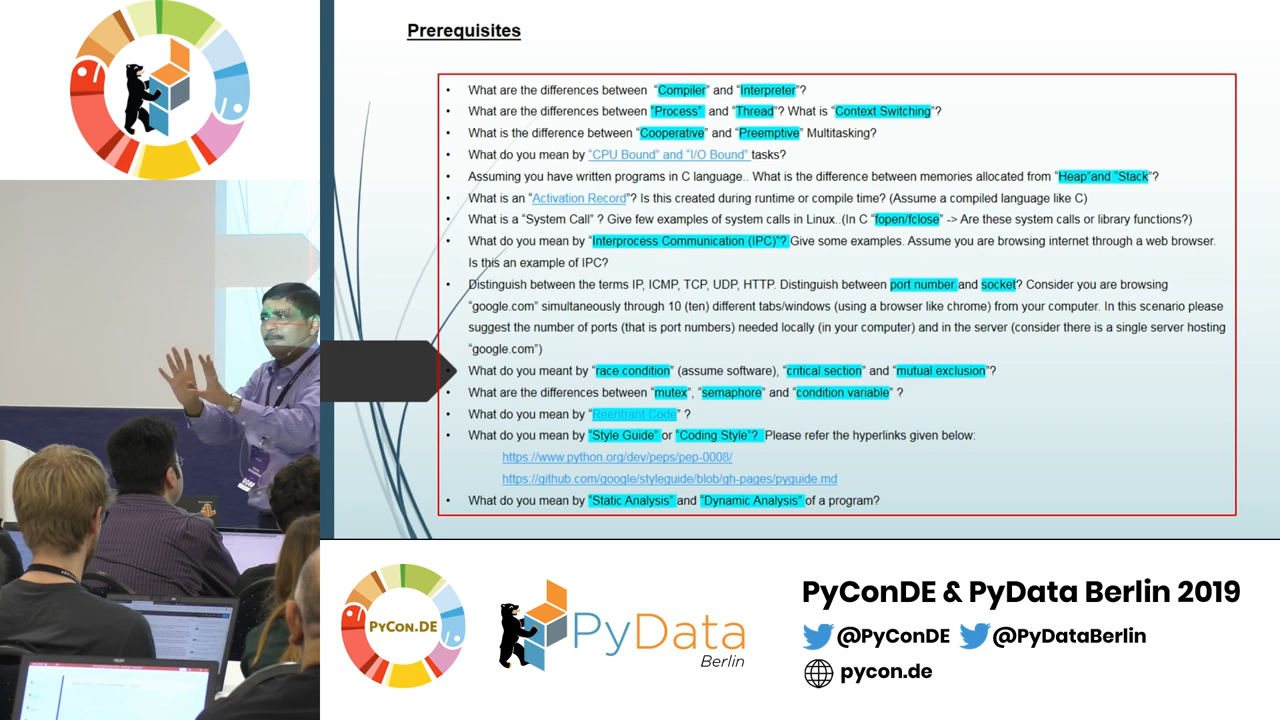 Prerequisites
• What are the differences between “Compiler” and “Interpreter”?
• What are the differences between "Process" and “Thread”? What is “Context Switching”?
• What is the difference between “Cooperative” and “Preemptive” Multitasking?
• What do you mean by “CPU Bound” and “I/O Bound” tasks?
• Assuming you have written programs in C language.. What is the difference between memories allocated from “Heap”and “Stack”?
• What is an “Activation Record”? Is this created during runtime or compile time? (Assume a compiled language like C)
• What is a “System Call” ? Give few examples of system calls in Linux..(In C “fopen/fclose” -> Are these system calls or library functions?)
• What do you mean by “Interprocess Communication (IPC)”? Give some examples. Assume you are browsing internet through a web browser.
Is this an example of IPC?
• Distinguish between the terms IP, ICMP, TCP, UDP, HTTP. Distinguish between port number and socket? Consider you are browsing
“google.com” simultaneously through 10 (ten) different tabs/windows (using a browser like chrome) from your computer. In this scenario please
suggest the number of ports (that is port numbers) needed locally (in your computer) and in the server (consider there is a single server hosting
“google.com”)
• What do you meant by “race condition” (assume software), “critical section” and “mutual exclusion”?
• What are the differences between “mutex”, “semaphore” and “condition variable” ?
• What do you mean by “Reentrant Code” ?
• What do you mean by “Style Guide” or “Coding Style”? Please refer the hyperlinks given below:
https://www.python.org/dev/peps/pep-0008/
https://github.com/google/styleguide/blob/gh-pages/pyguide.md
• What do you mean by “Static Analysis” and “Dynamic Analysis” of a program?
PYCON.DE
PyData
Berlin
PyConDE & PyData Berlin 2019
@PyConDE @PyDataBerlin
pycon.de